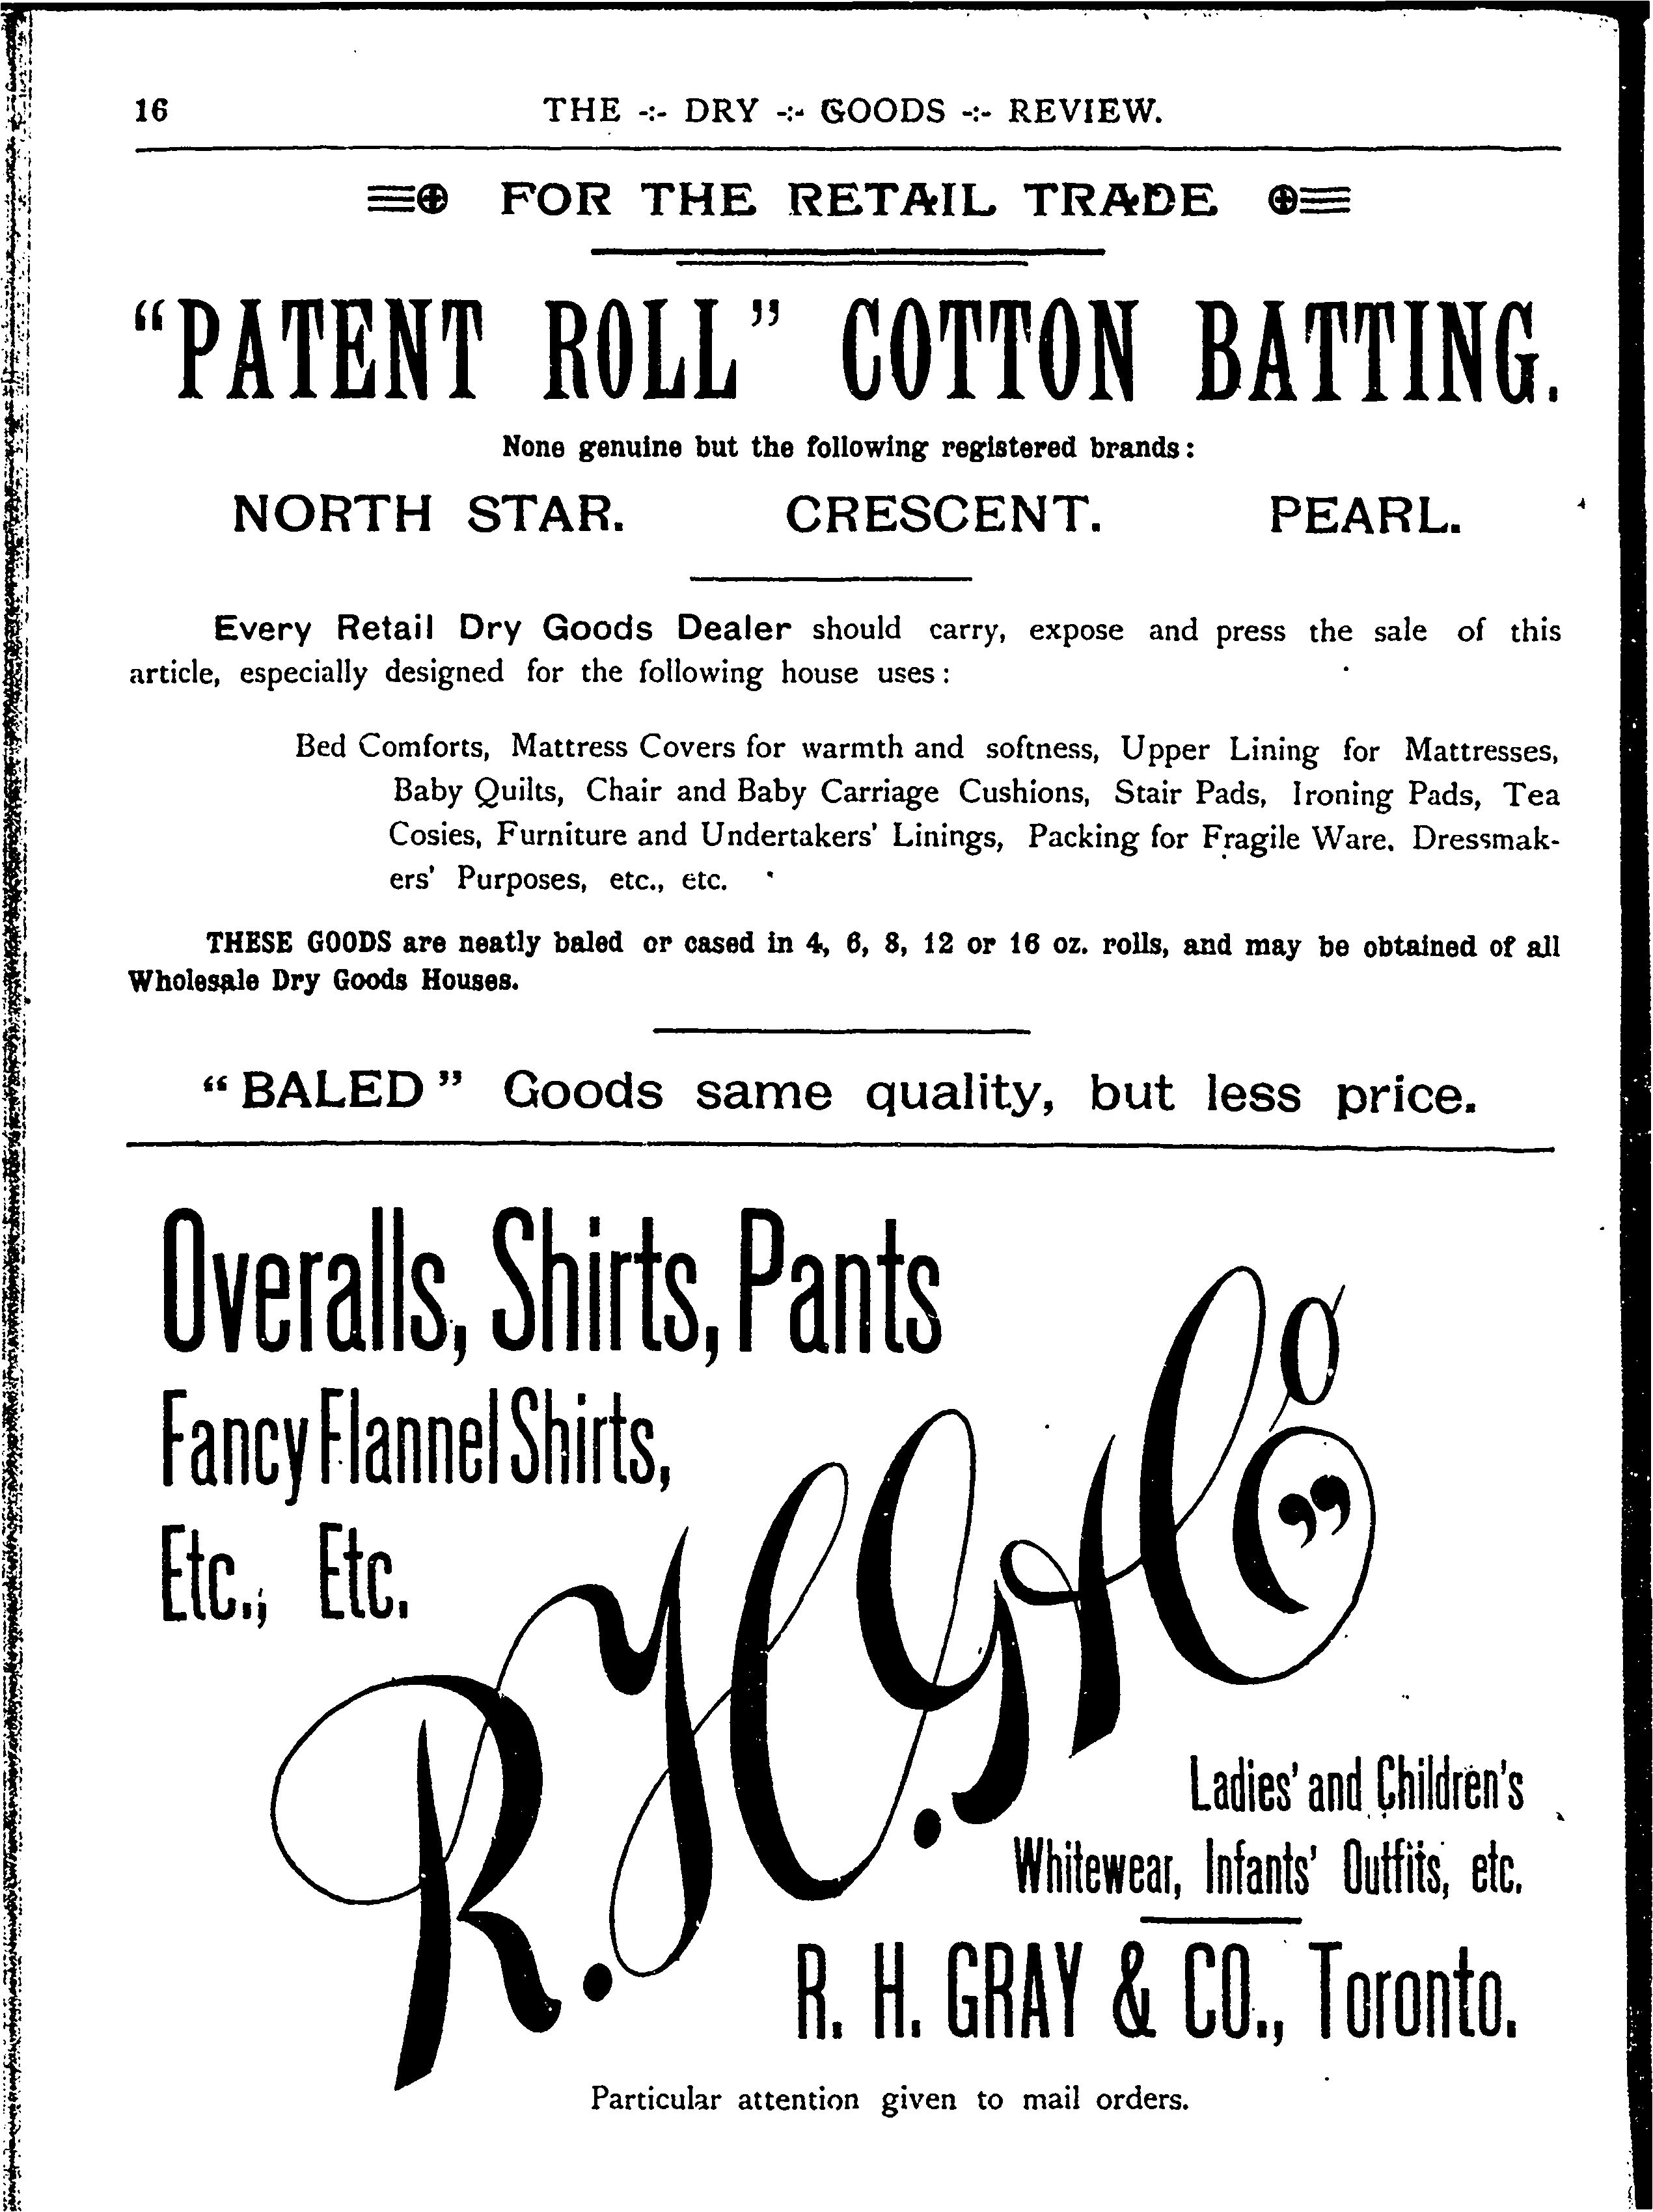 16
THE -:- DRY -:- GOODS -:- REVIEW.
FOR THE RETAIL TRADE
“PATENT ROLL” COTTON BATTING.
None genuine but the following registered brands:
NORTH STAR. CRESCENT. PEARL.
Every Retail Dry Goods Dealer should carry, expose and press the sale of this
article, especially designed for the following house uses:
Bed Comforts, Mattress Covers for warmth and softness, Upper Lining for Mattresses,
Baby Quilts, Chair and Baby Carriage Cushions, Stair Pads, Ironing Pads, Tea
Cosies, Furniture and Undertakers' Linings, Packing for Fragile Ware. Dressmak-
ers' Purposes, etc., etc.
THESE GOODS are neatly baled or cased in 4, 6, 8, 12 or 16 oz. rolls, and may be obtained of all
Wholesale Dry Goods Houses.
“BALED” Goods same quality, but less price.
Overalls, Shirts, Pants
Fancy Flannel Shirts,
Etc., Etc.
R.H.G. & Co
Ladies' and Children's
Whitewear, Infants' Outfits, etc.
R. H. GRAY & CO., Toronto.
Particular attention given to mail orders.